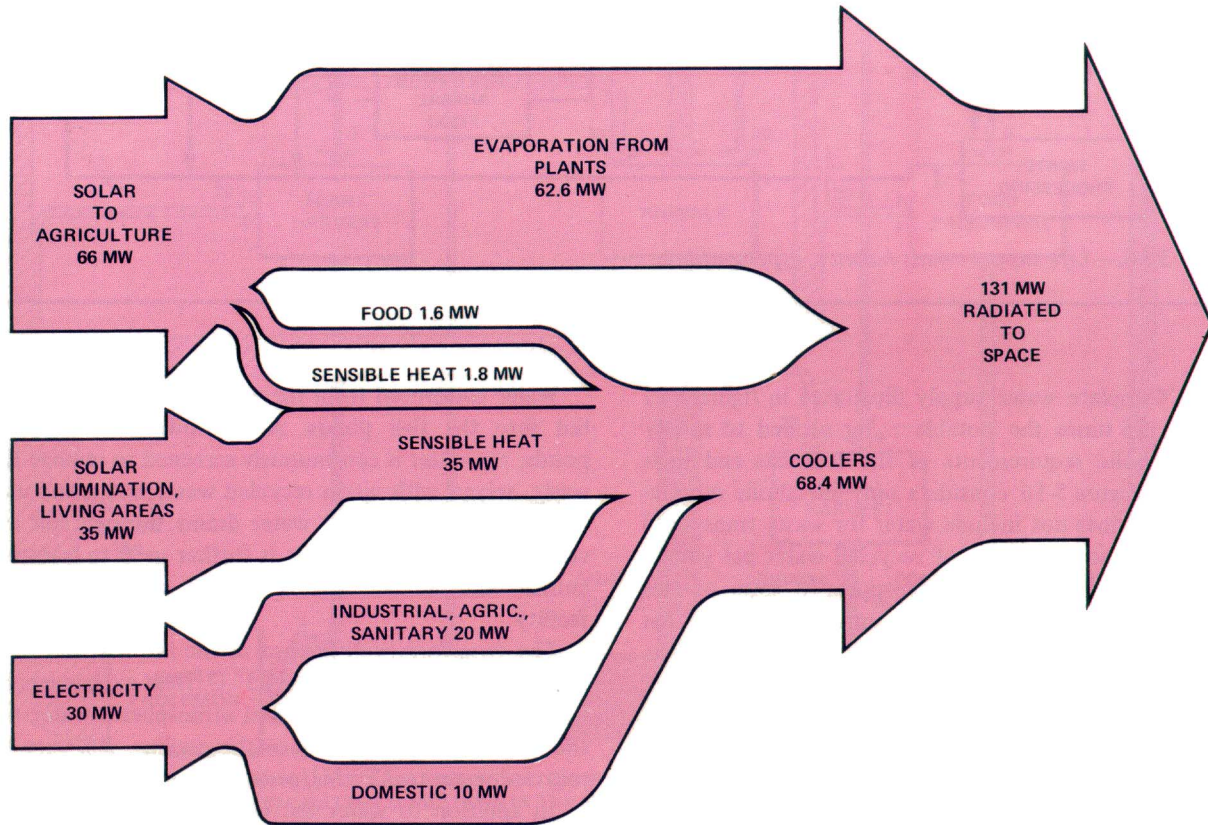 SOLAR
TO
AGRICULTURE
66 MW
EVAPORATION FROM
PLANTS
62.6 MW
FOOD 1.6 MW
SENSIBLE HEAT 1.8 MW
SOLAR
ILLUMINATION,
LIVING AREAS
35 MW
SENSIBLE HEAT
35 MW
ELECTRICITY
30 MW
INDUSTRIAL, AGRIC.,
SANITARY 20 MW
DOMESTIC 10 MW
COOLERS
68.4 MW
131 MW
RADIATED
TO
SPACE